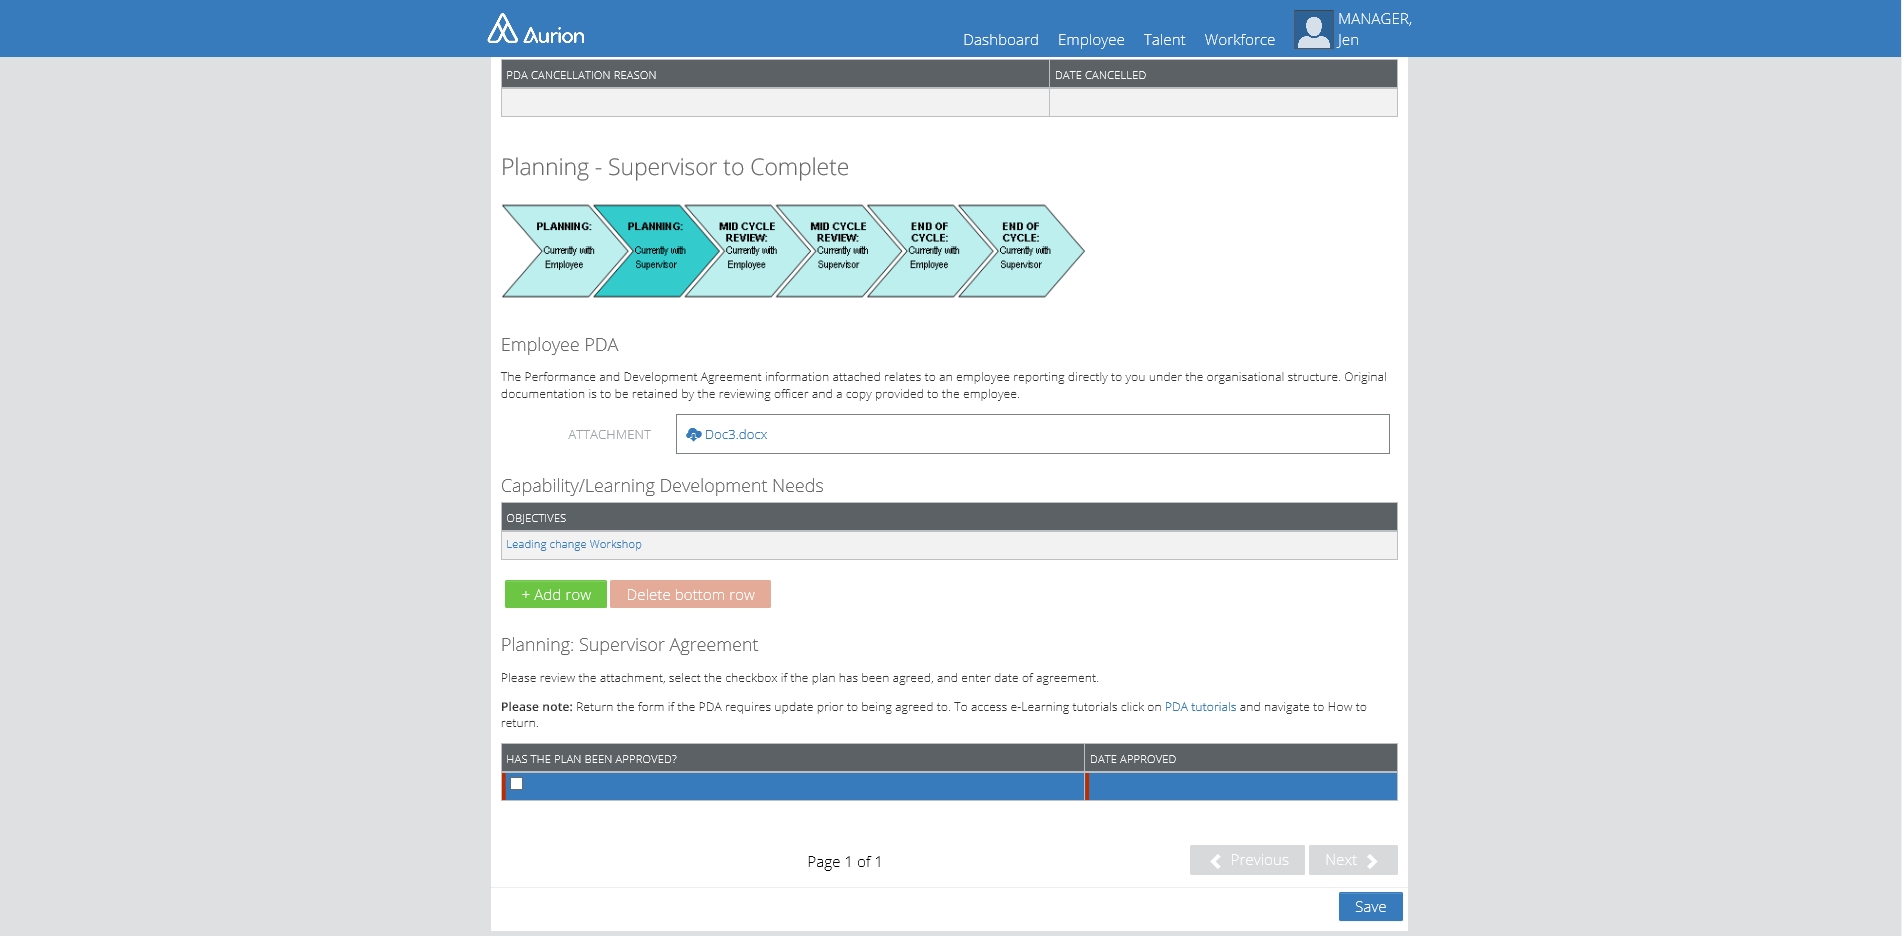 Aurion
Dashboard Employee Talent Workforce
MANAGER,
Jen
PDA CANCELLATION REASON DATE CANCELLED
Planning - Supervisor to Complete
PLANNING:
Currently with
Employee
PLANNING:
Currently with
Supervisor
MID CYCLE
REVIEW:
Currently with
Employee
MID CYCLE
REVIEW:
Currently with
Supervisor
END OF
CYCLE:
Currently with
Employee
END OF
CYCLE:
Currently with
Supervisor
Employee PDA
The Performance and Development Agreement information attached relates to an employee reporting directly to you under the organisational structure. Original
documentation is to be retained by the reviewing officer and a copy provided to the employee.
ATTACHMENT Doc3.docx
Capability/Learning Development Needs
OBJECTIVES
Leading change Workshop
+ Add row Delete bottom row
Planning: Supervisor Agreement
Please review the attachment, select the checkbox if the plan has been agreed, and enter date of agreement.
Please note: Return the form if the PDA requires update prior to being agreed to. To access e-Learning tutorials click on PDA tutorials and navigate to How to
return.
HAS THE PLAN BEEN APPROVED? DATE APPROVED
Page 1 of 1 Previous Next
Save